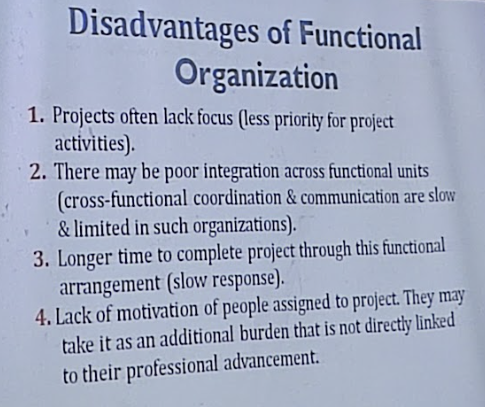 Disadvantages of Functional
Organization
1. Projects often lack focus (less priority for project
activities).
2. There may be poor integration across functional units
(cross-functional coordination & communication are slow
& limited in such organizations).
3. Longer time to complete project through this functional
arrangement (slow response).
4. Lack of motivation of people assigned to project. They may
take it as an additional burden that is not directly linked
to their professional advancement.